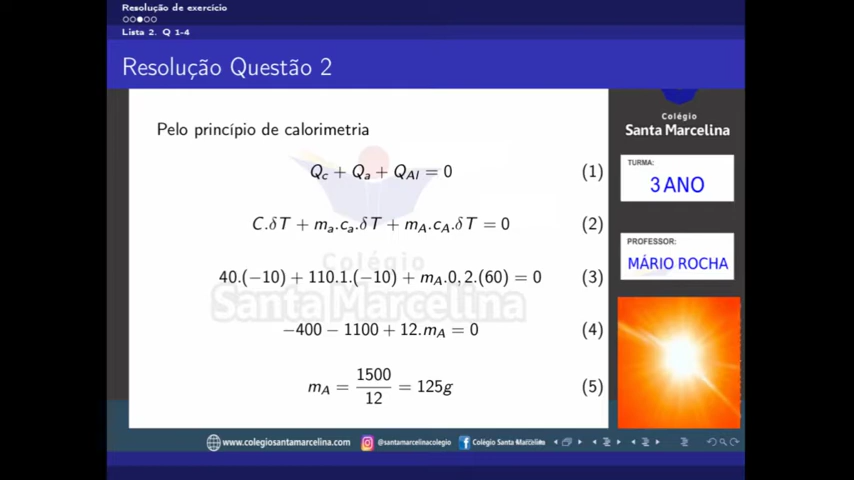 Resolução de exercício
Lista 2. Q 1-4
Resolução Questão 2
Pelo princípio de calorimetria
Q_c + Q_a + Q_Al = 0 (1)
C.δT + m_a.c_a.δT + m_A.c_A.δT = 0 (2)
40.(−10) + 110.1.(−10) + m_A.0, 2.(60) = 0 (3)
−400 − 1100 + 12.m_A = 0 (4)
m_A = 1500/12 = 125g (5)
Colégio
Santa Marcelina
Colégio
Santa Marcelina
TURMA:
3 ANO
PROFESSOR:
MÁRIO ROCHA
www.colegiosantamarcelina.com @santamarcelinacolegio Colégio Santa Marcelina